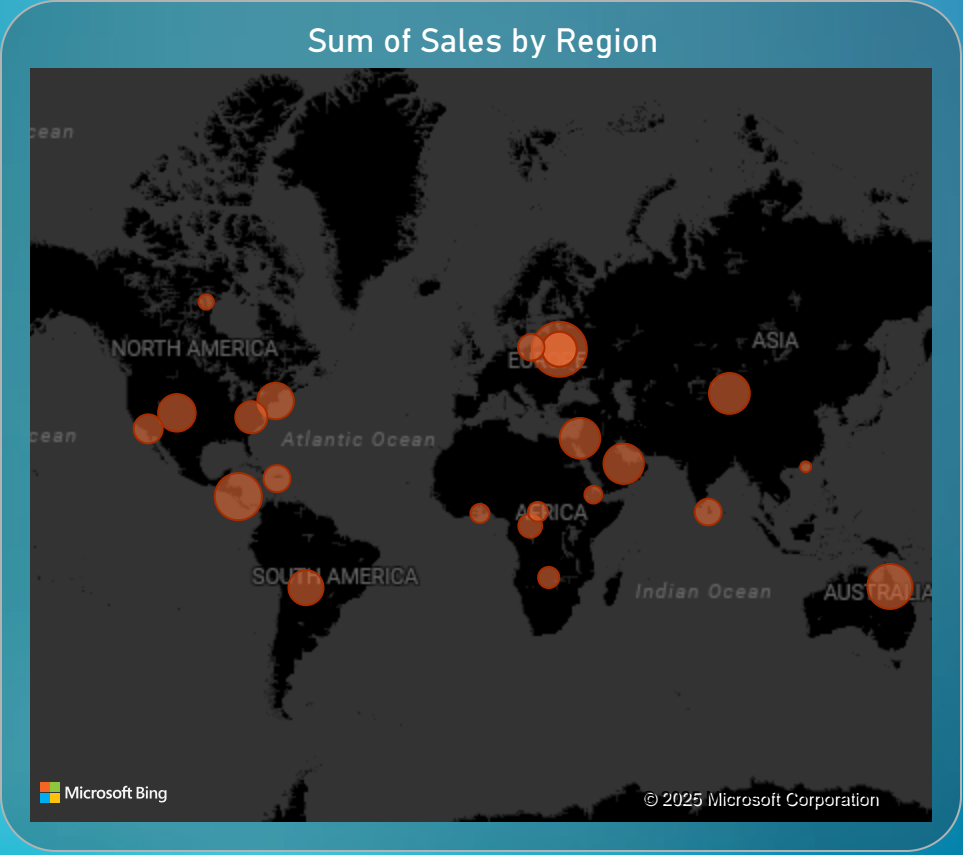 Sum of Sales by Region
cean
NORTH AMERICA
EUROPE
ASIA
cean
Atlantic Ocean
AFRICA
SOUTH AMERICA
Indian Ocean
AUSTRALIA
Microsoft Bing
© 2025 Microsoft Corporation